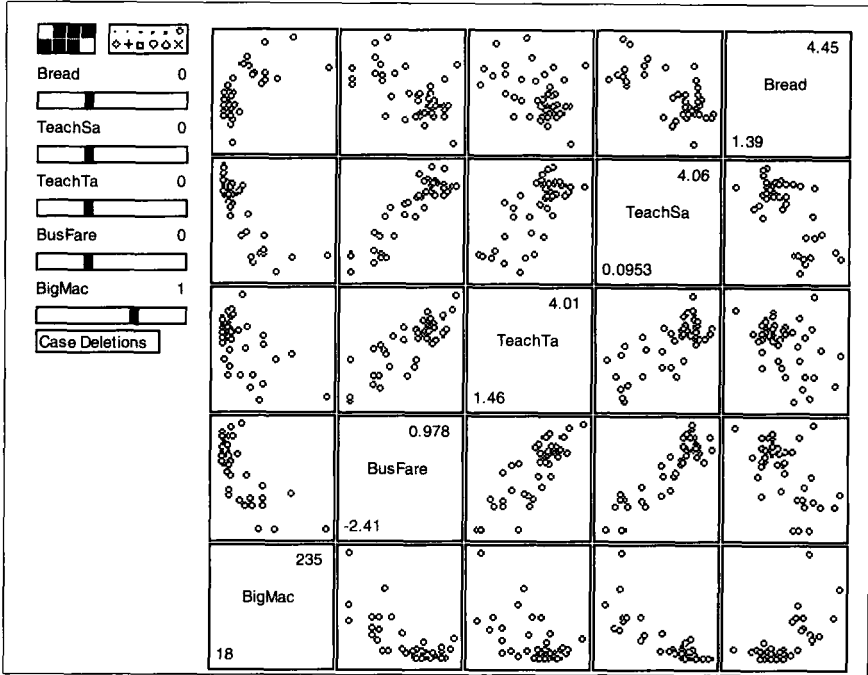 Bread 0
TeachSa 0
TeachTa 0
BusFare 0
BigMac 1
Case Deletions
4.45
Bread
1.39
4.06
TeachSa
0.0953
4.01
TeachTa
1.46
0.978
BusFare
-2.41
235
BigMac
18